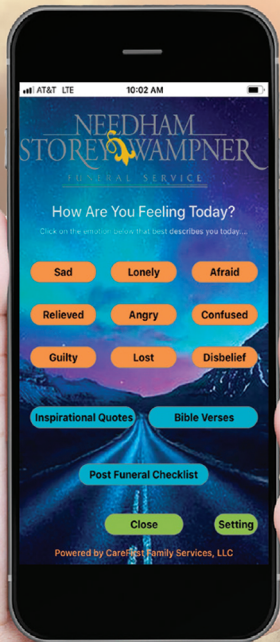 AT&T LTE 10:02 AM
NEEDHAM
STOREY WAMPNER
FUNERAL SERVICE
How Are You Feeling Today?
Click on the emotion below that best describes you today....
Sad Lonely Afraid
Relieved Angry Confused
Guilty Lost Disbelief
Inspirational Quotes Bible Verses
Post Funeral Checklist
Close Setting
Powered by CareFirst Family Services, LLC